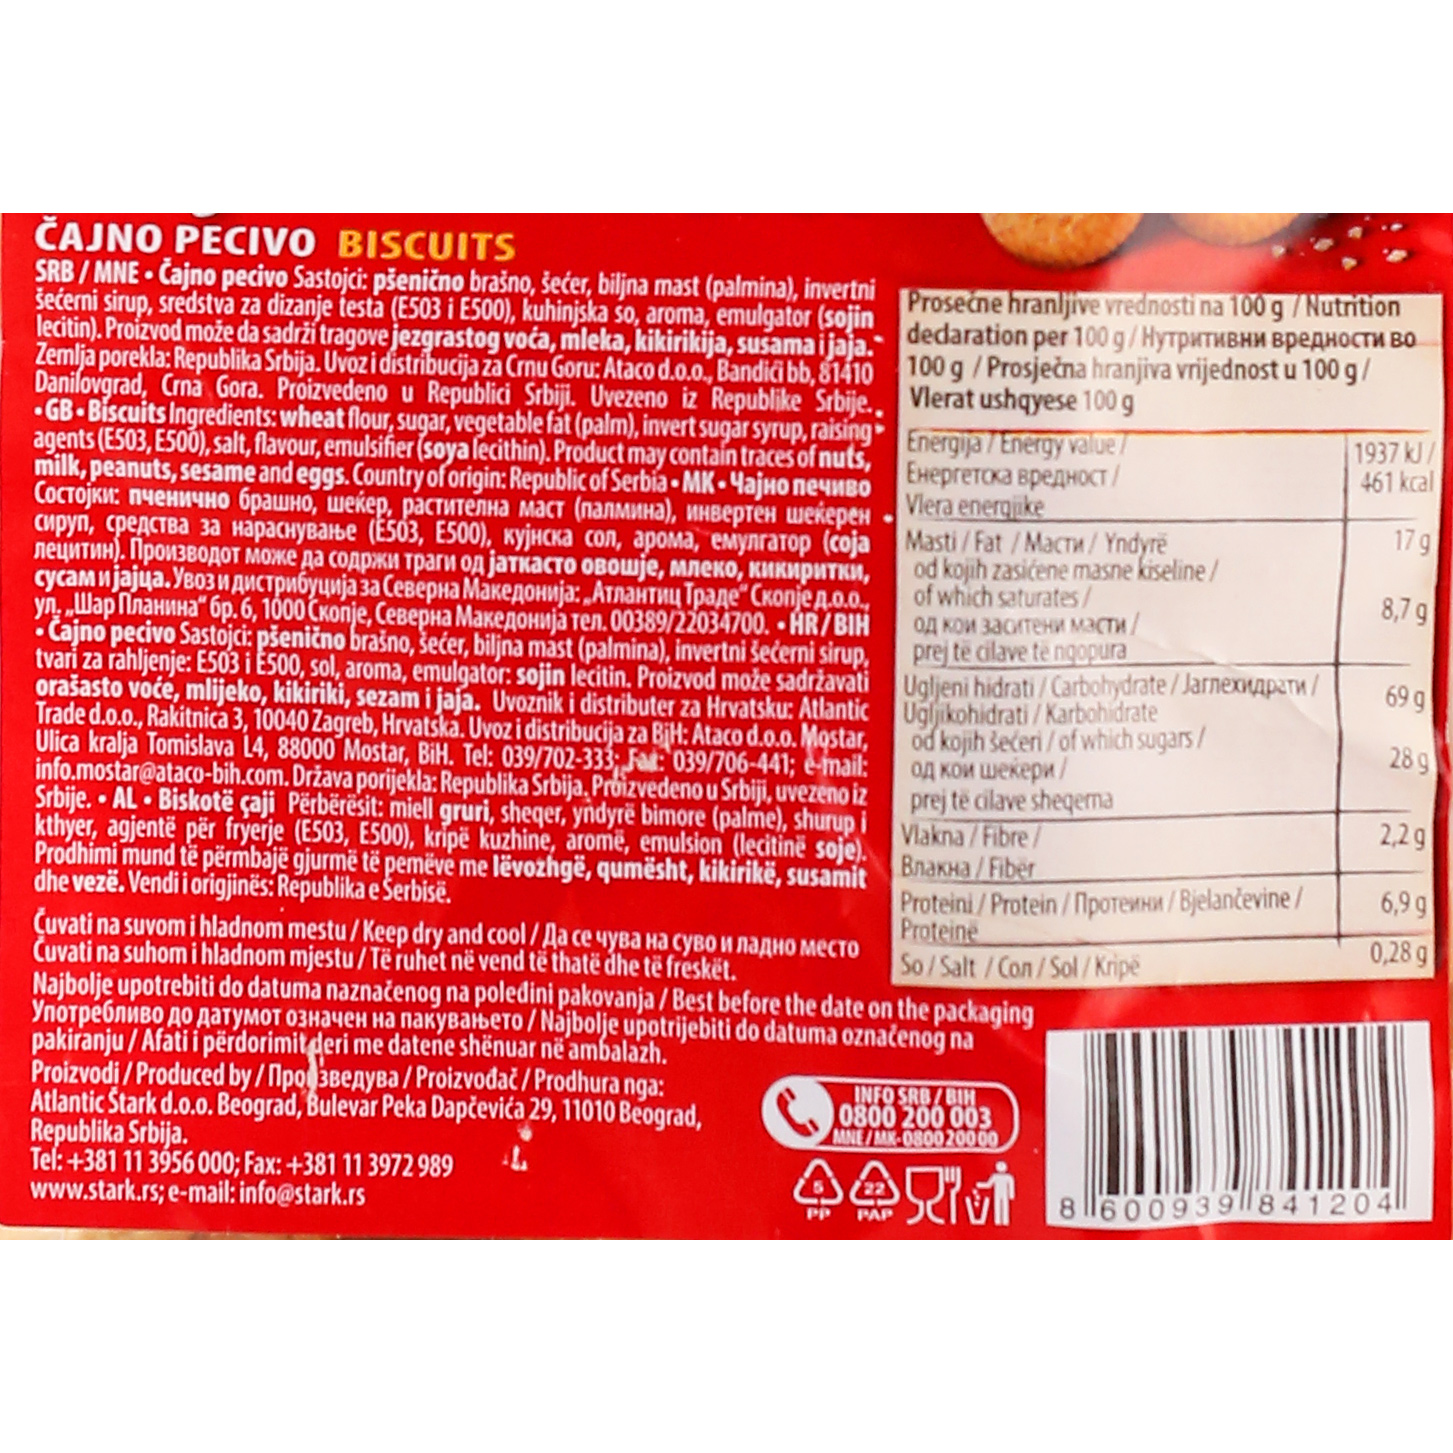 ČAJNO PECIVO BISCUITS
SRB / MNE • Čajno pecivo Sastojci: pšenično brašno, šećer, biljna mast (palmina), invertni
šećerni sirup, sredstva za dizanje testa (E503 i E500), kuhinjska so, aroma, emulgator (sojin
lecitin). Proizvod može da sadrži tragove jezgrastog voća, mleka, kikirikija, susama i jaja.
Zemlja porekla: Republika Srbija. Uvoz i distribucija za Crnu Goru: Ataco d.o.o., Bandići bb, 81410
Danilovgrad, Crna Gora. Proizvedeno u Republici Srbiji. Uvezeno iz Republike Srbije.
• GB • Biscuits Ingredients: wheat flour, sugar, vegetable fat (palm), invert sugar syrup, raising
agents (E503, E500), salt, flavour, emulsifier (soya lecithin). Product may contain traces of nuts,
milk, peanuts, sesame and eggs. Country of origin: Republic of Serbia • MK • Чајно печиво
Состојки: пченично брашно, шеќер, растителна маст (палмина), инвертен шеќерен
сируп, средства за нараснување (E503, E500), кујнска сол, арома, емулгатор (соја
лецитин). Производот може да содржи траги од јаткасто овошје, млеко, кикиритки,
сусам и јајца. Увоз и дистрибуција за Северна Македонија: „Атлантиц Траде" Скопје д.о.о.,
ул. „Шар Планина" бр. 6, 1000 Скопје, Северна Македонија тел. 00389/22034700. • HR / BIH
• Čajno pecivo Sastojci: pšenično brašno, šećer, biljna mast (palmina), invertni šećerni sirup,
tvari za rahljenje: E503 i E500, sol, aroma, emulgator: sojin lecitin. Proizvod može sadržavati
orašasto voće, mlijeko, kikiriki, sezam i jaja. Uvoznik i distributer za Hrvatsku: Atlantic
Trade d.o.o., Rakitnica 3, 10040 Zagreb, Hrvatska. Uvoz i distribucija za BiH: Ataco d.o.o. Mostar,
Ulica kralja Tomislava L4, 88000 Mostar, BiH. Tel: 039/702-333; Fax: 039/706-441; e-mail:
info.mostar@ataco-bih.com. Država porijekla: Republika Srbija. Proizvedeno u Srbiji, uvezeno iz
Srbije. • AL • Biskotë çaji Përbërësit: miell gruri, sheqer, yndyrë bimore (palme), shurup i
kthyer, agjentë për fryerje (E503, E500), kripë kuzhine, aromë, emulsion (lecitinë soje).
Prodhimi mund të përmbajë gjurmë të pemëve me lëvozhgë, qumësht, kikirikë, susamit
dhe vezë. Vendi i origjinës: Republika e Serbisë.
Čuvati na suvom i hladnom mestu / Keep dry and cool / Да се чува на суво и ладно место
Čuvati na suhom i hladnom mjestu / Të ruhet në vend të thatë dhe të freskët.
Najbolje upotrebiti do datuma naznačenog na poleđini pakovanja / Best before the date on the packaging
Употребливо до датумот означен на пакувањето / Najbolje upotrijebiti do datuma označenog na
pakiranju / Afati i përdorimit deri me datene shënuar në ambalazh.
Proizvodi / Produced by / Произведува / Proizvođač / Prodhura nga:
Atlantic Štark d.o.o. Beograd, Bulevar Peka Dapčevića 29, 11010 Beograd,
Republika Srbija.
Tel: +381 11 3956 000; Fax: +381 11 3972 989
www.stark.rs; e-mail: info@stark.rs
Prosečne hranljive vrednosti na 100 g / Nutrition
declaration per 100 g / Нутритивни вредности во
100 g / Prosječna hranjiva vrijednost u 100 g /
Vlerat ushqyese 100 g
Energija / Energy value / 1937 kJ /
Енергетска вредност / 461 kcal
Vlera energjike
Masti / Fat / Масти / Yndyrë 17 g
od kojih zasićene masne kiseline /
of which saturates / 8,7 g
од кои заситени масти /
prej të cilave të ngopura
Ugljeni hidrati / Carbohydrate / Јаглехидрати / 69 g
Ugljikohidrati / Karbohidrate
od kojih šećeri / of which sugars / 28 g
од кои шеќери /
prej të cilave sheqerna
Vlakna / Fibre / 2,2 g
Влакна / Fibër
Proteini / Protein / Протеини / Bjelančevine / 6,9 g
Proteinë
So / Salt / Сол / Sol / Kripë 0,28 g
INFO SRB / BIH
0800 200 003
MNE / MK-0800 200 00
5 22
PP PAP
8 600939 841204